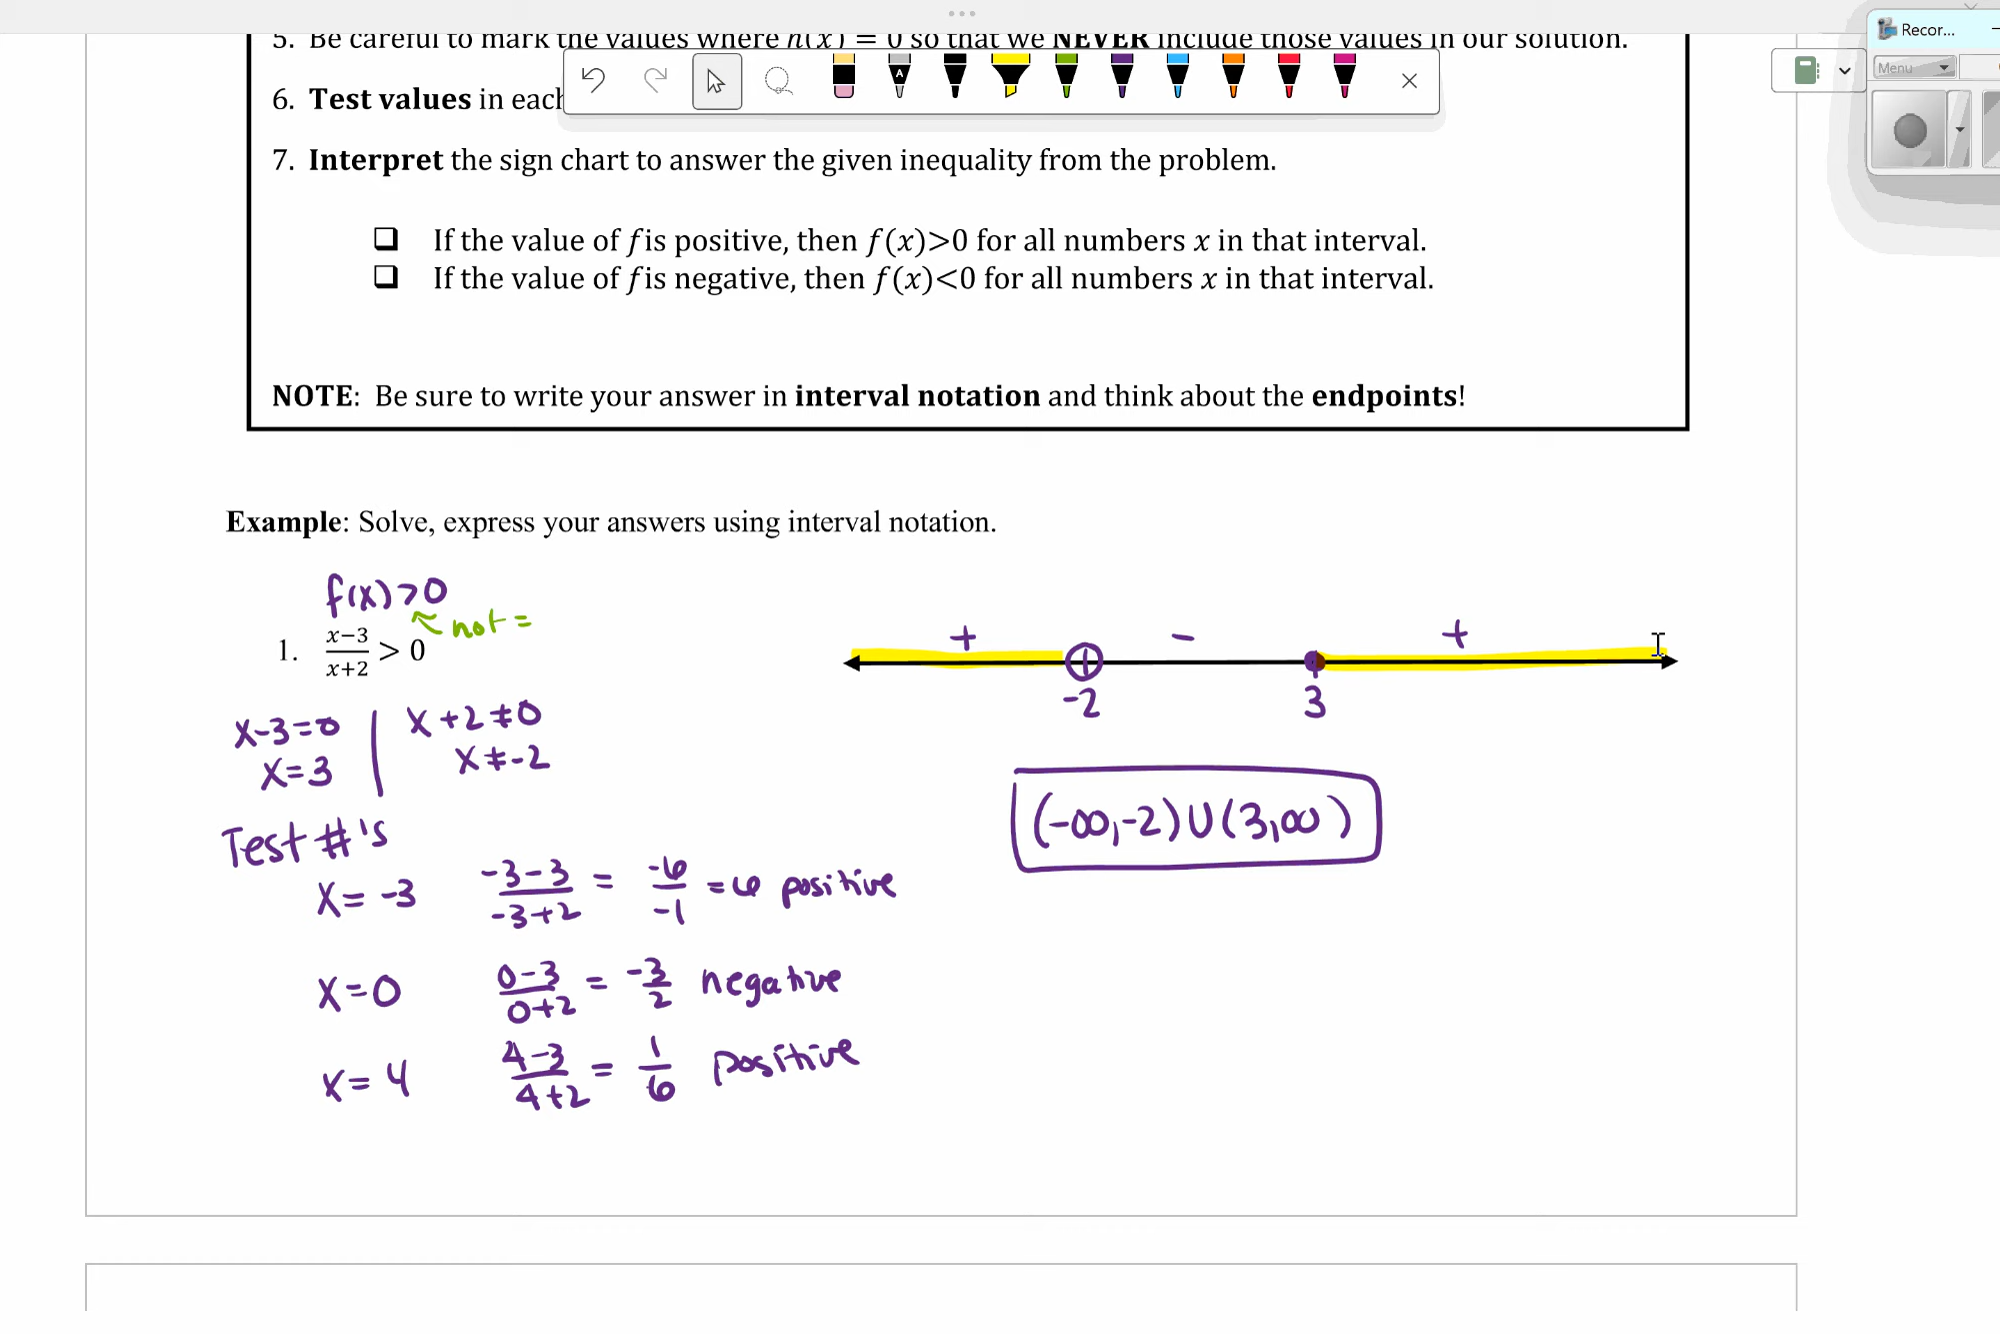 Recor...
Menu
5. Be careful to mark the values where h(x) = 0 so that we NEVER include those values in our solution.
6. Test values in each
7. Interpret the sign chart to answer the given inequality from the problem.
❑ If the value of f is positive, then f(x)>0 for all numbers x in that interval.
❑ If the value of f is negative, then f(x)<0 for all numbers x in that interval.
NOTE: Be sure to write your answer in interval notation and think about the endpoints!
Example: Solve, express your answers using interval notation.
f(x)>0
not =
1. x−3/x+2 > 0
+ − +
-2 3
x-3=0 | x+2≠0
x=3 | x≠-2
(-∞,-2)∪(3,∞)
Test #'s
x=-3 -3-3/-3+2 = -6/-1 = 6 positive
x=0 0-3/0+2 = -3/2 negative
x=4 4-3/4+2 = 1/6 positive